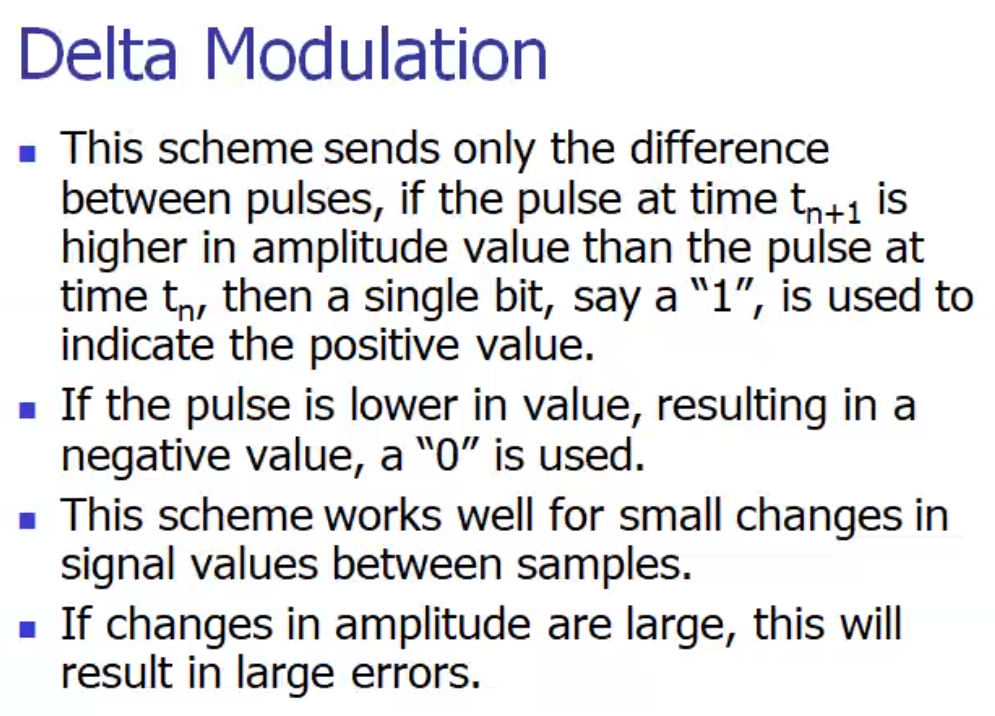 Delta Modulation
This scheme sends only the difference
between pulses, if the pulse at time tn+1 is
higher in amplitude value than the pulse at
time tn, then a single bit, say a “1”, is used to
indicate the positive value.
If the pulse is lower in value, resulting in a
negative value, a “0” is used.
This scheme works well for small changes in
signal values between samples.
If changes in amplitude are large, this will
result in large errors.